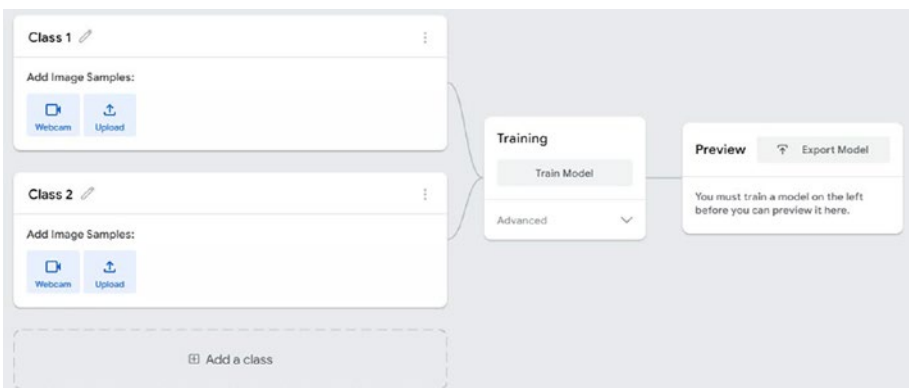 Class 1
Add Image Samples:
Webcam
Upload
Class 2
Add Image Samples:
Webcam
Upload
Add a class
Training
Train Model
Advanced
Preview
Export Model
You must train a model on the left
before you can preview it here.